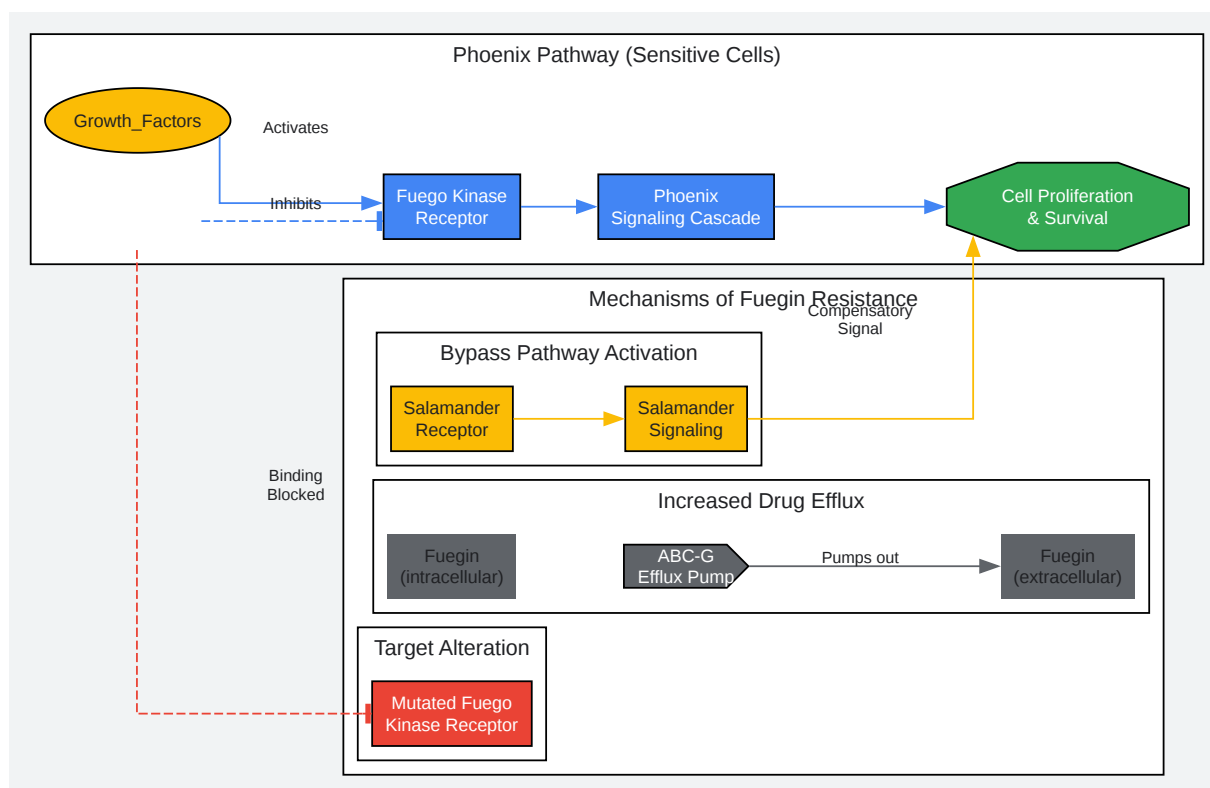 Phoenix Pathway (Sensitive Cells)
Growth_Factors
Activates
Inhibits
Fuego Kinase
Receptor
Phoenix
Signaling Cascade
Cell Proliferation
& Survival
Mechanisms of Fuegin Resistance
Compensatory
Signal
Bypass Pathway Activation
Salamander
Receptor
Salamander
Signaling
Binding
Blocked
Increased Drug Efflux
Fuegin
(intracellular)
ABC-G
Efflux Pump
Pumps out
Fuegin
(extracellular)
Target Alteration
Mutated Fuego
Kinase Receptor